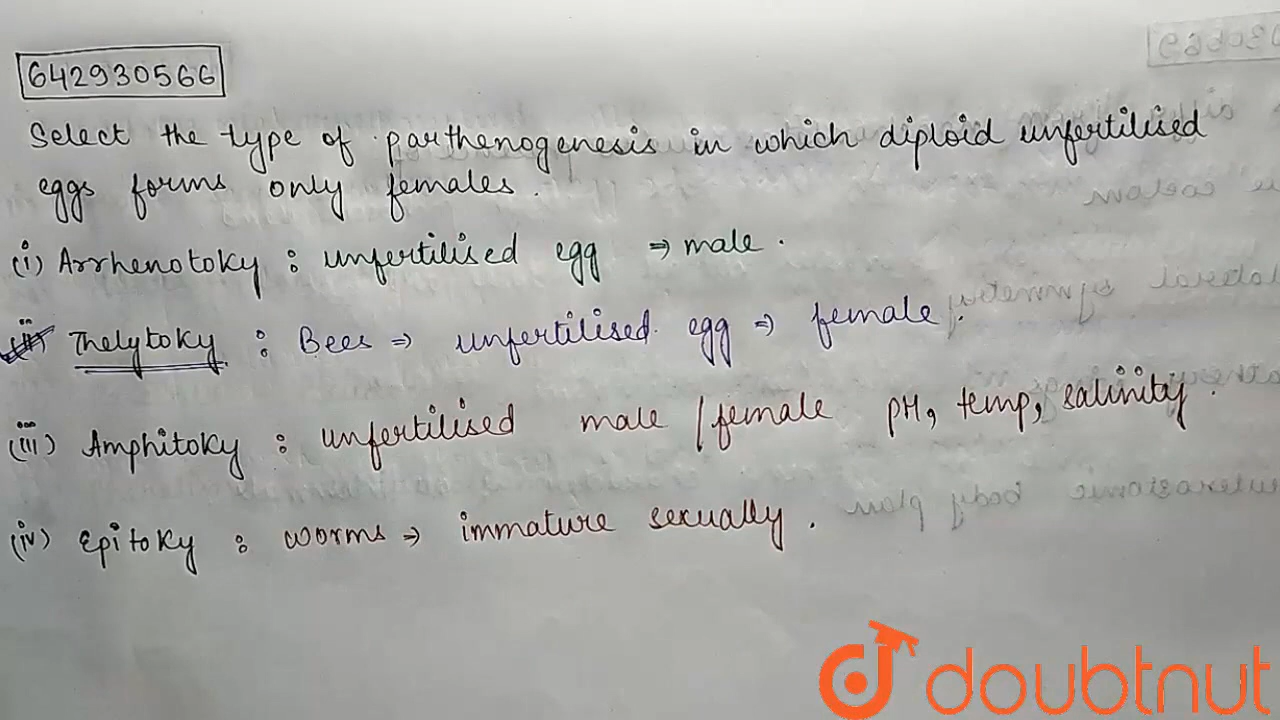 642930566
Select the type of parthenogenesis in which diploid unfertilised
eggs forms only females.
(i) Arrhenotoky : unfertilised egg ⇒ male.
(ii) Thelytoky : Bees ⇒ unfertilised egg ⇒ female.
(iii) Amphitoky : unfertilised male / female pH, temp, salinity.
(iv) Epitoky : worms ⇒ immature sexually.
doubtnut